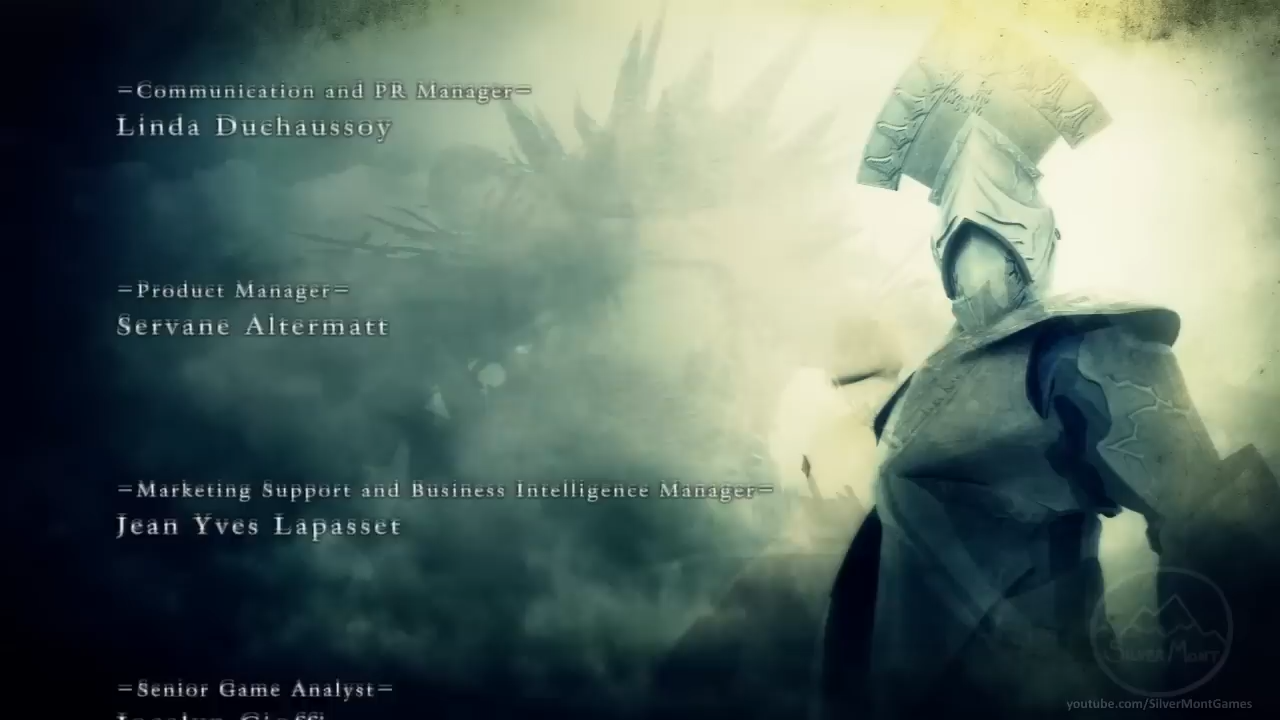 =Communication and PR Manager=
Linda Duchaussoy
=Product Manager=
Servane Altermatt
=Marketing Support and Business Intelligence Manager=
Jean Yves Lapasset
=Senior Game Analyst=
SilverMont
youtube.com/SilverMontGames